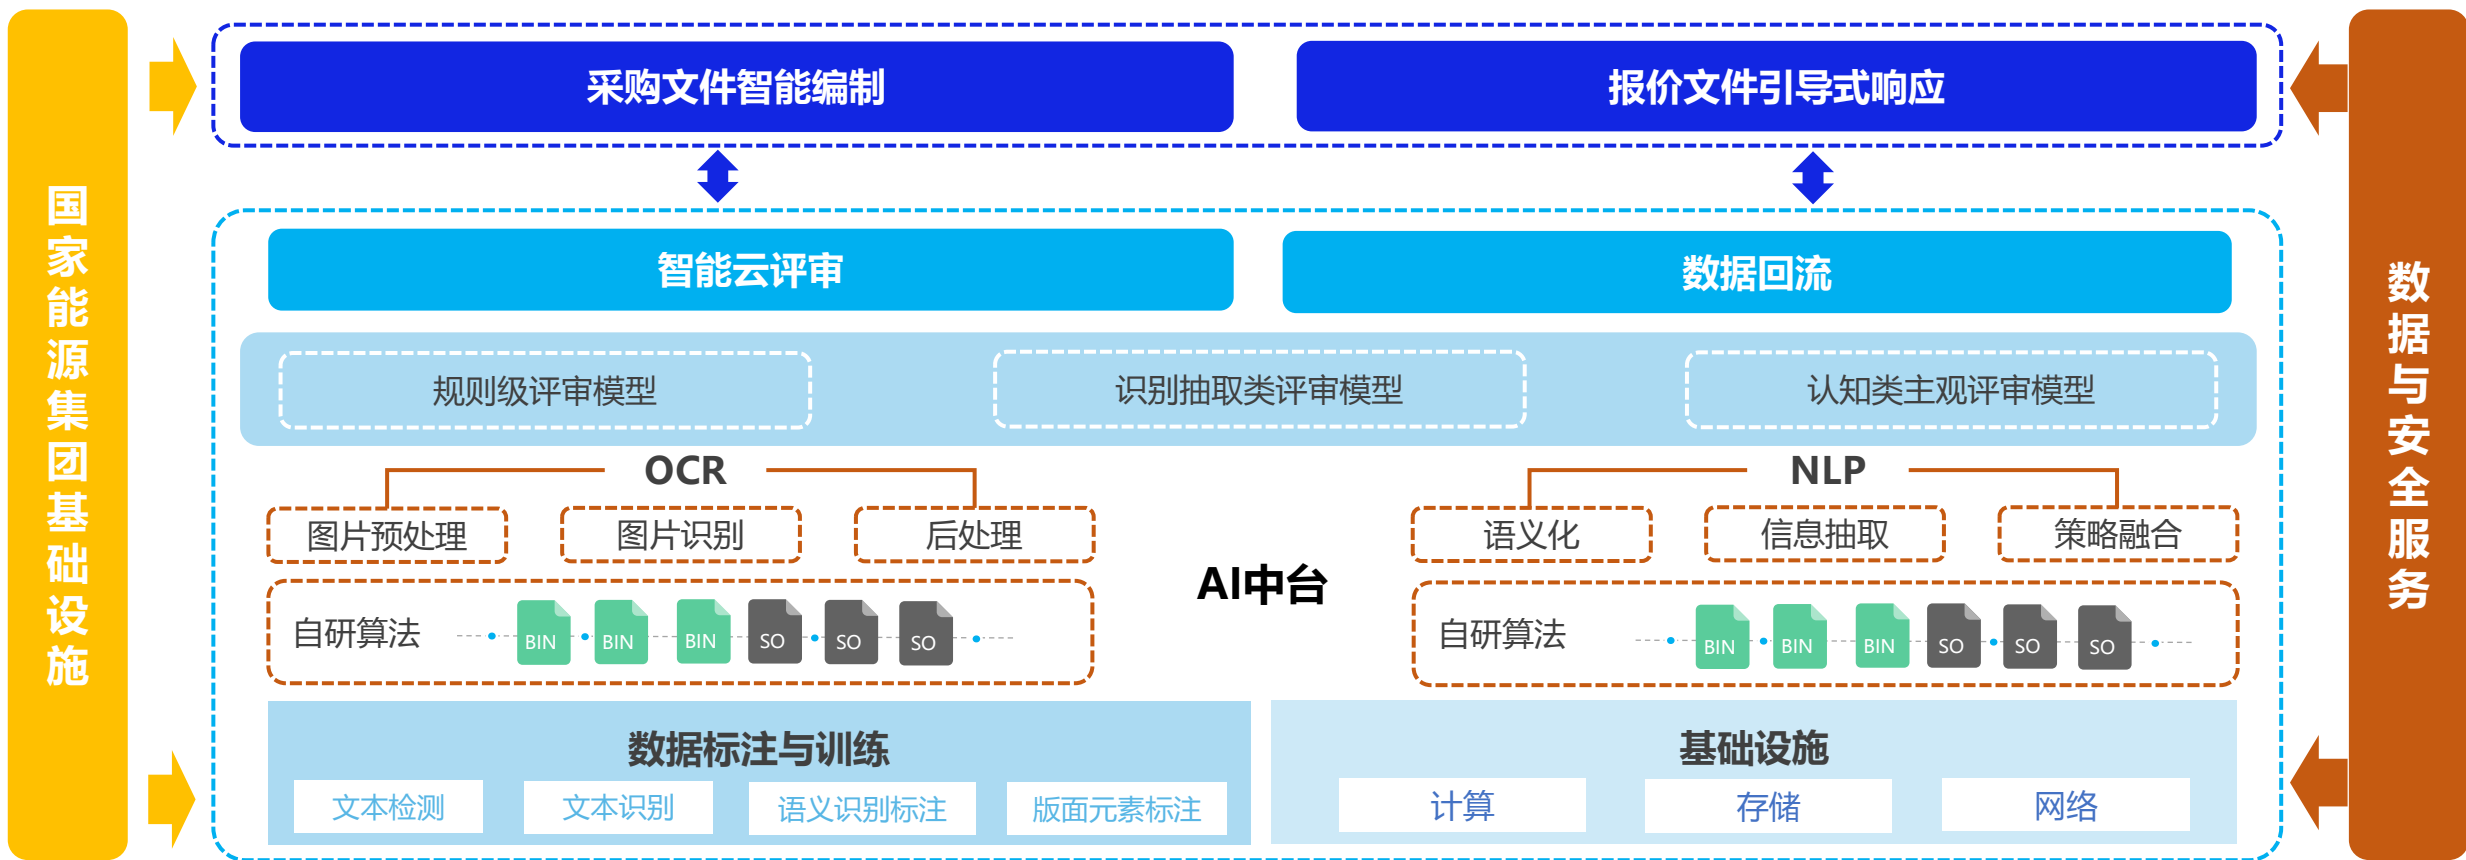 国家能源集团基础设施
采购文件智能编制
报价文件引导式响应
智能云评审
数据回流
规则级评审模型
识别抽取类评审模型
认知类主观评审模型
OCR
图片预处理
图片识别
后处理
自研算法
BIN
BIN
BIN
SO
SO
SO
AI中台
NLP
语义化
信息抽取
策略融合
自研算法
BIN
BIN
BIN
SO
SO
SO
数据标注与训练
文本检测
文本识别
语义识别标注
版面元素标注
基础设施
计算
存储
网络
数据与安全服务